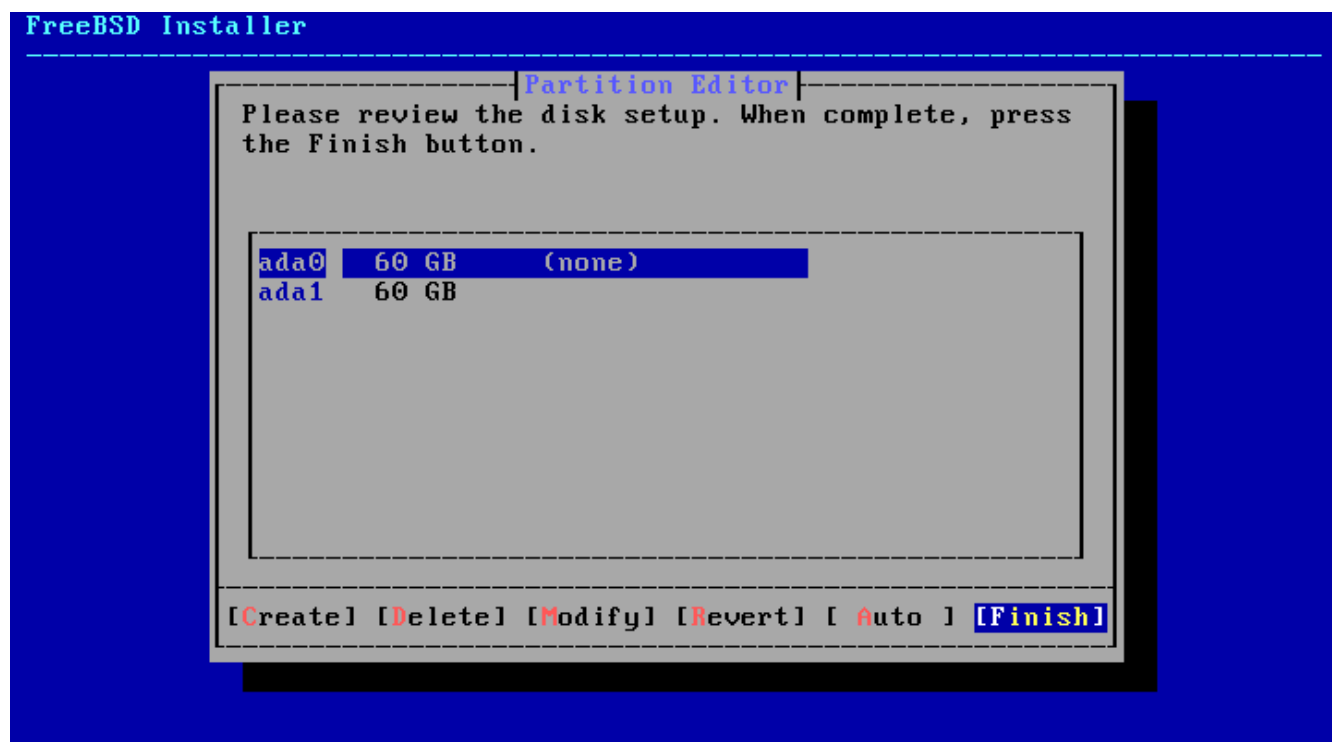 FreeBSD Installer
Partition Editor
Please review the disk setup. When complete, press
the Finish button.
ada0 60 GB (none)
ada1 60 GB
[Create] [Delete] [Modify] [Revert] [ Auto ] [Finish]